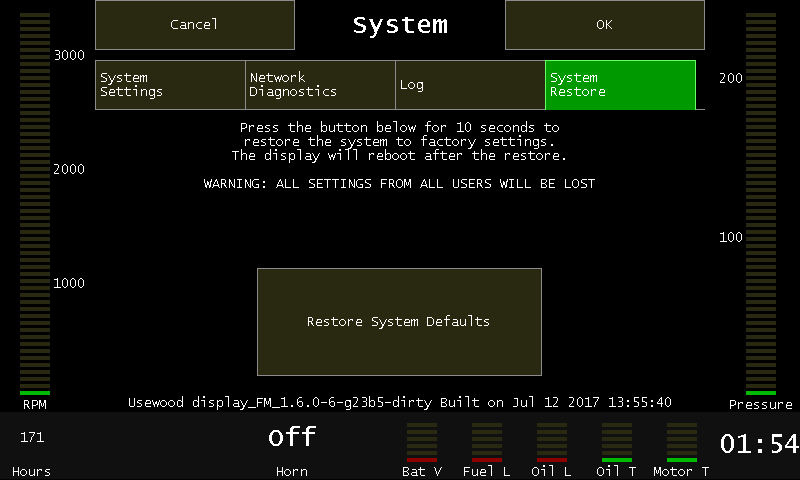 Cancel
System
OK
3000
2000
1000
RPM
200
100
Pressure
System
Settings
Network
Diagnostics
Log
System
Restore
Press the button below for 10 seconds to
restore the system to factory settings.
The display will reboot after the restore.
WARNING: ALL SETTINGS FROM ALL USERS WILL BE LOST
Restore System Defaults
Usewood display_FM_1.6.0-6-g23b5-dirty Built on Jul 12 2017 13:55:40
171
Hours
Off
Horn
Bat V
Fuel L
Oil L
Oil T
Motor T
01:54